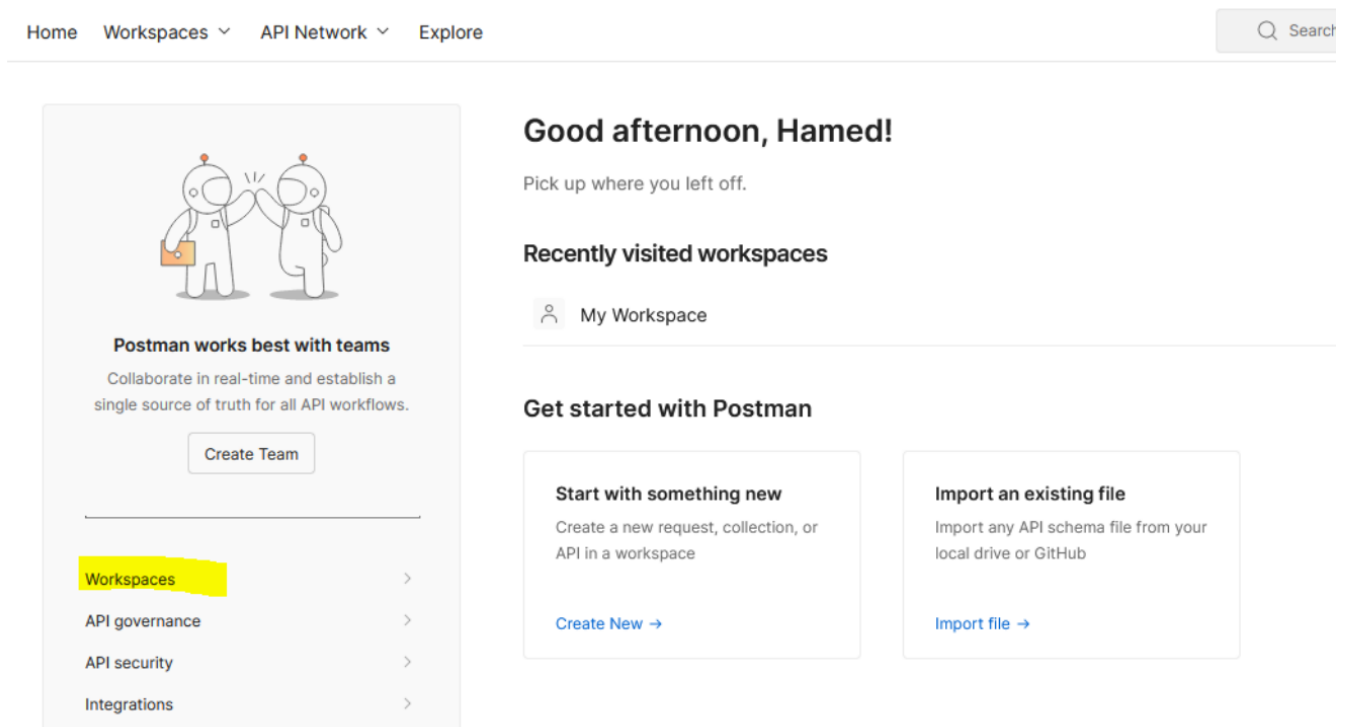 Home Workspaces API Network Explore Search
Postman works best with teams
Collaborate in real-time and establish a
single source of truth for all API workflows.
Create Team
Workspaces
API governance
API security
Integrations
Good afternoon, Hamed!
Pick up where you left off.
Recently visited workspaces
My Workspace
Get started with Postman
Start with something new
Create a new request, collection, or
API in a workspace
Create New →
Import an existing file
Import any API schema file from your
local drive or GitHub
Import file →